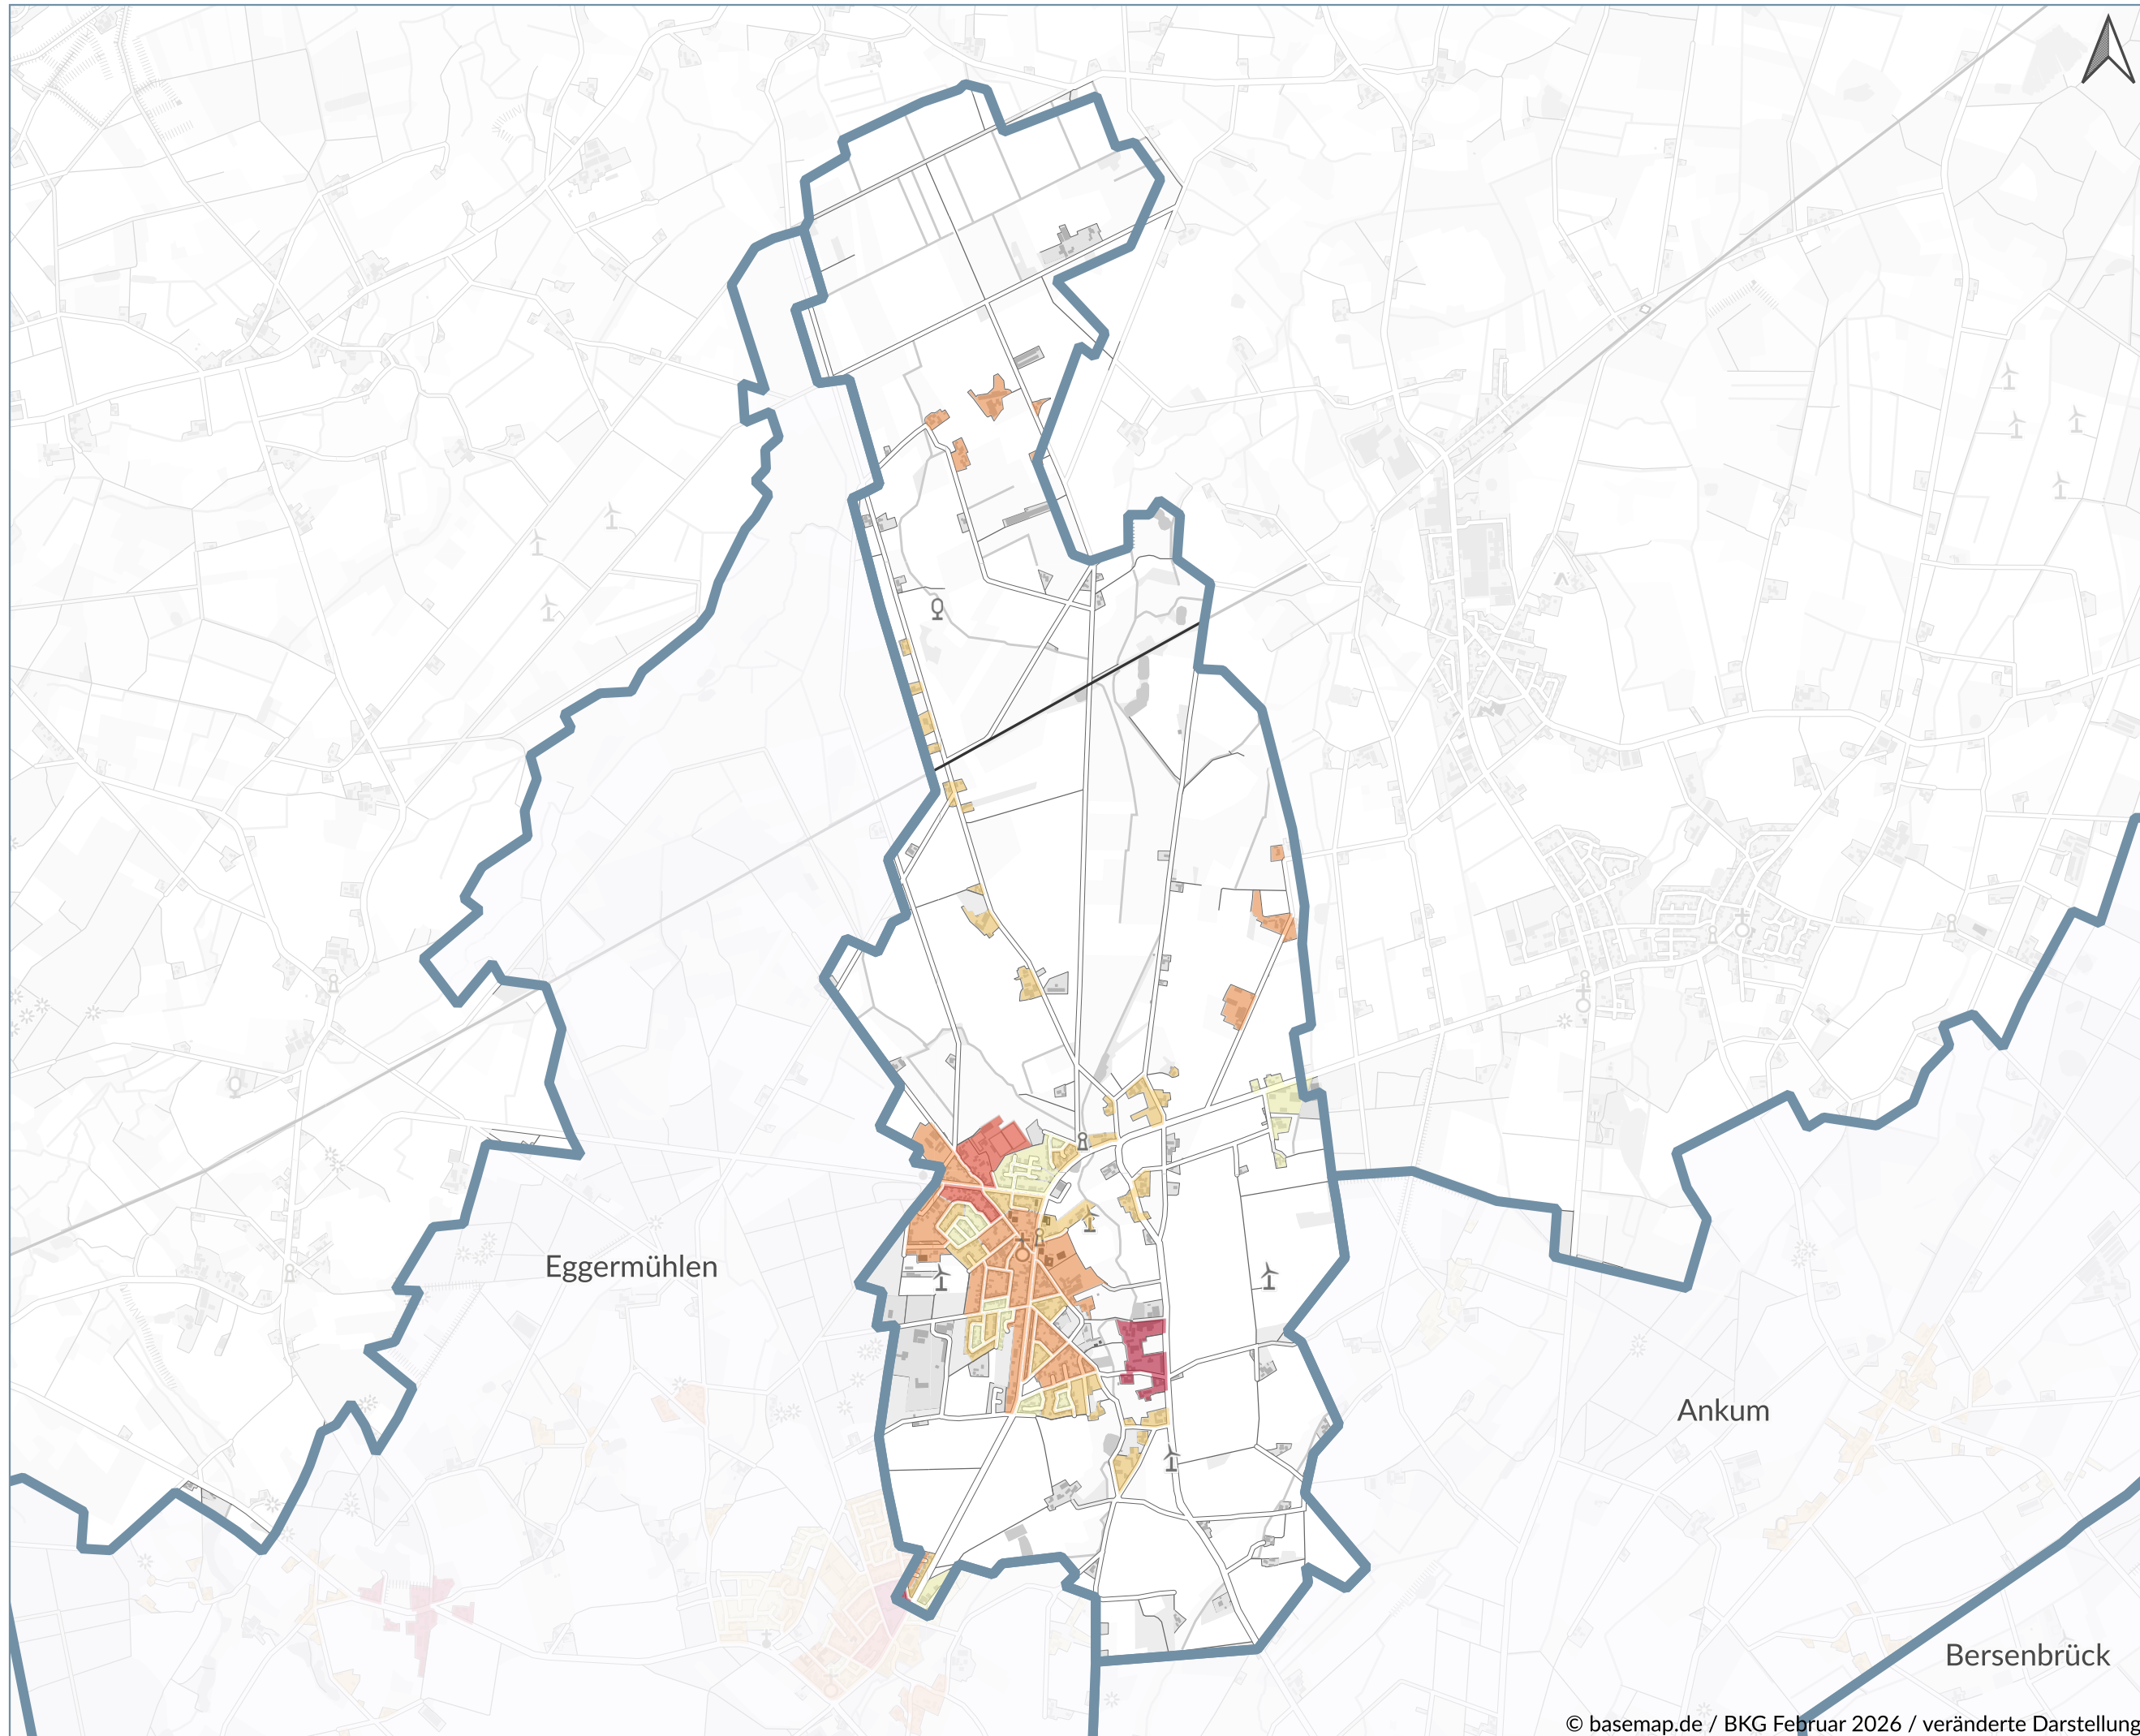 Eggermühlen
Ankum
Bersenbrück
© basemap.de / BKG Februar 2026 / veränderte Darstellung